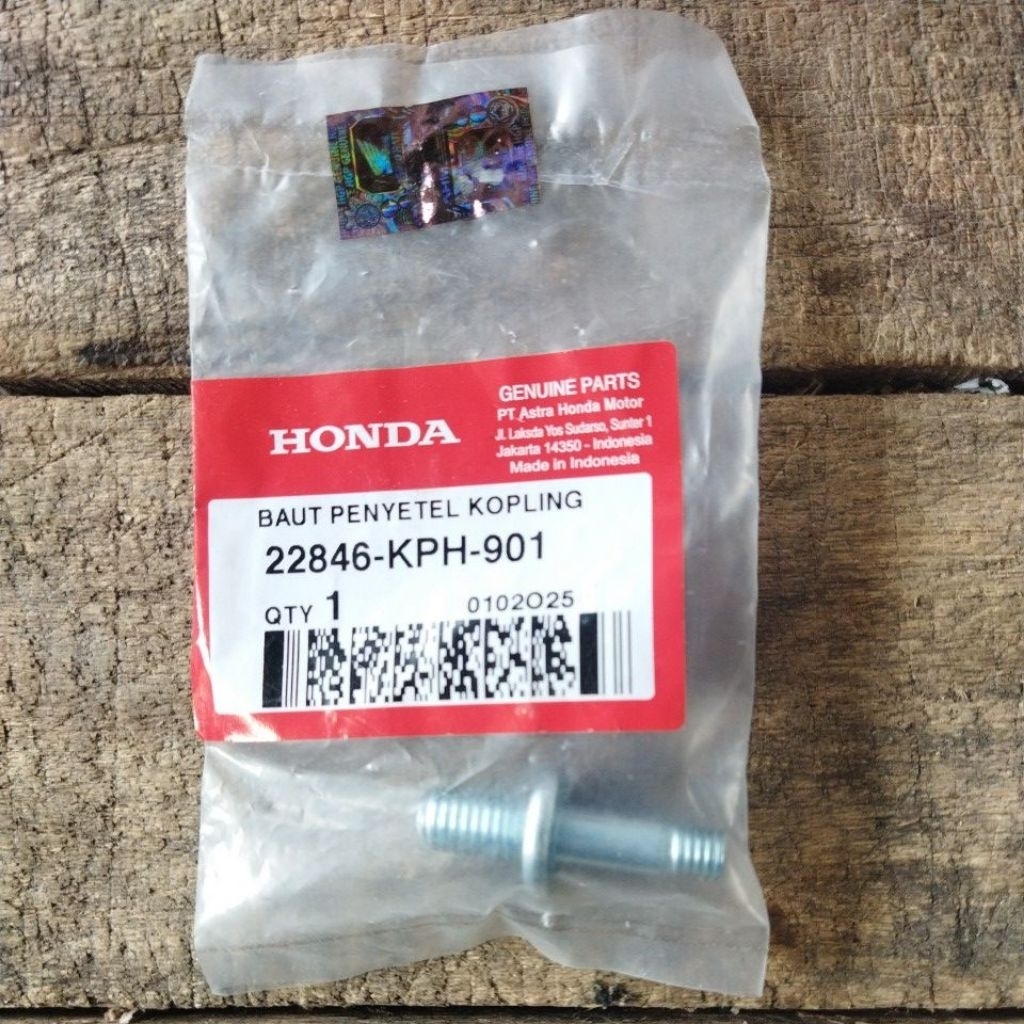 HONDA
GENUINE PARTS
PT Astra Honda Motor
Jl. Laksda Yos Sudarso, Sunter 1
Jakarta 14350 - Indonesia
Made in Indonesia
BAUT PENYETEL KOPLING
22846-KPH-901
QTY 1 0102O25